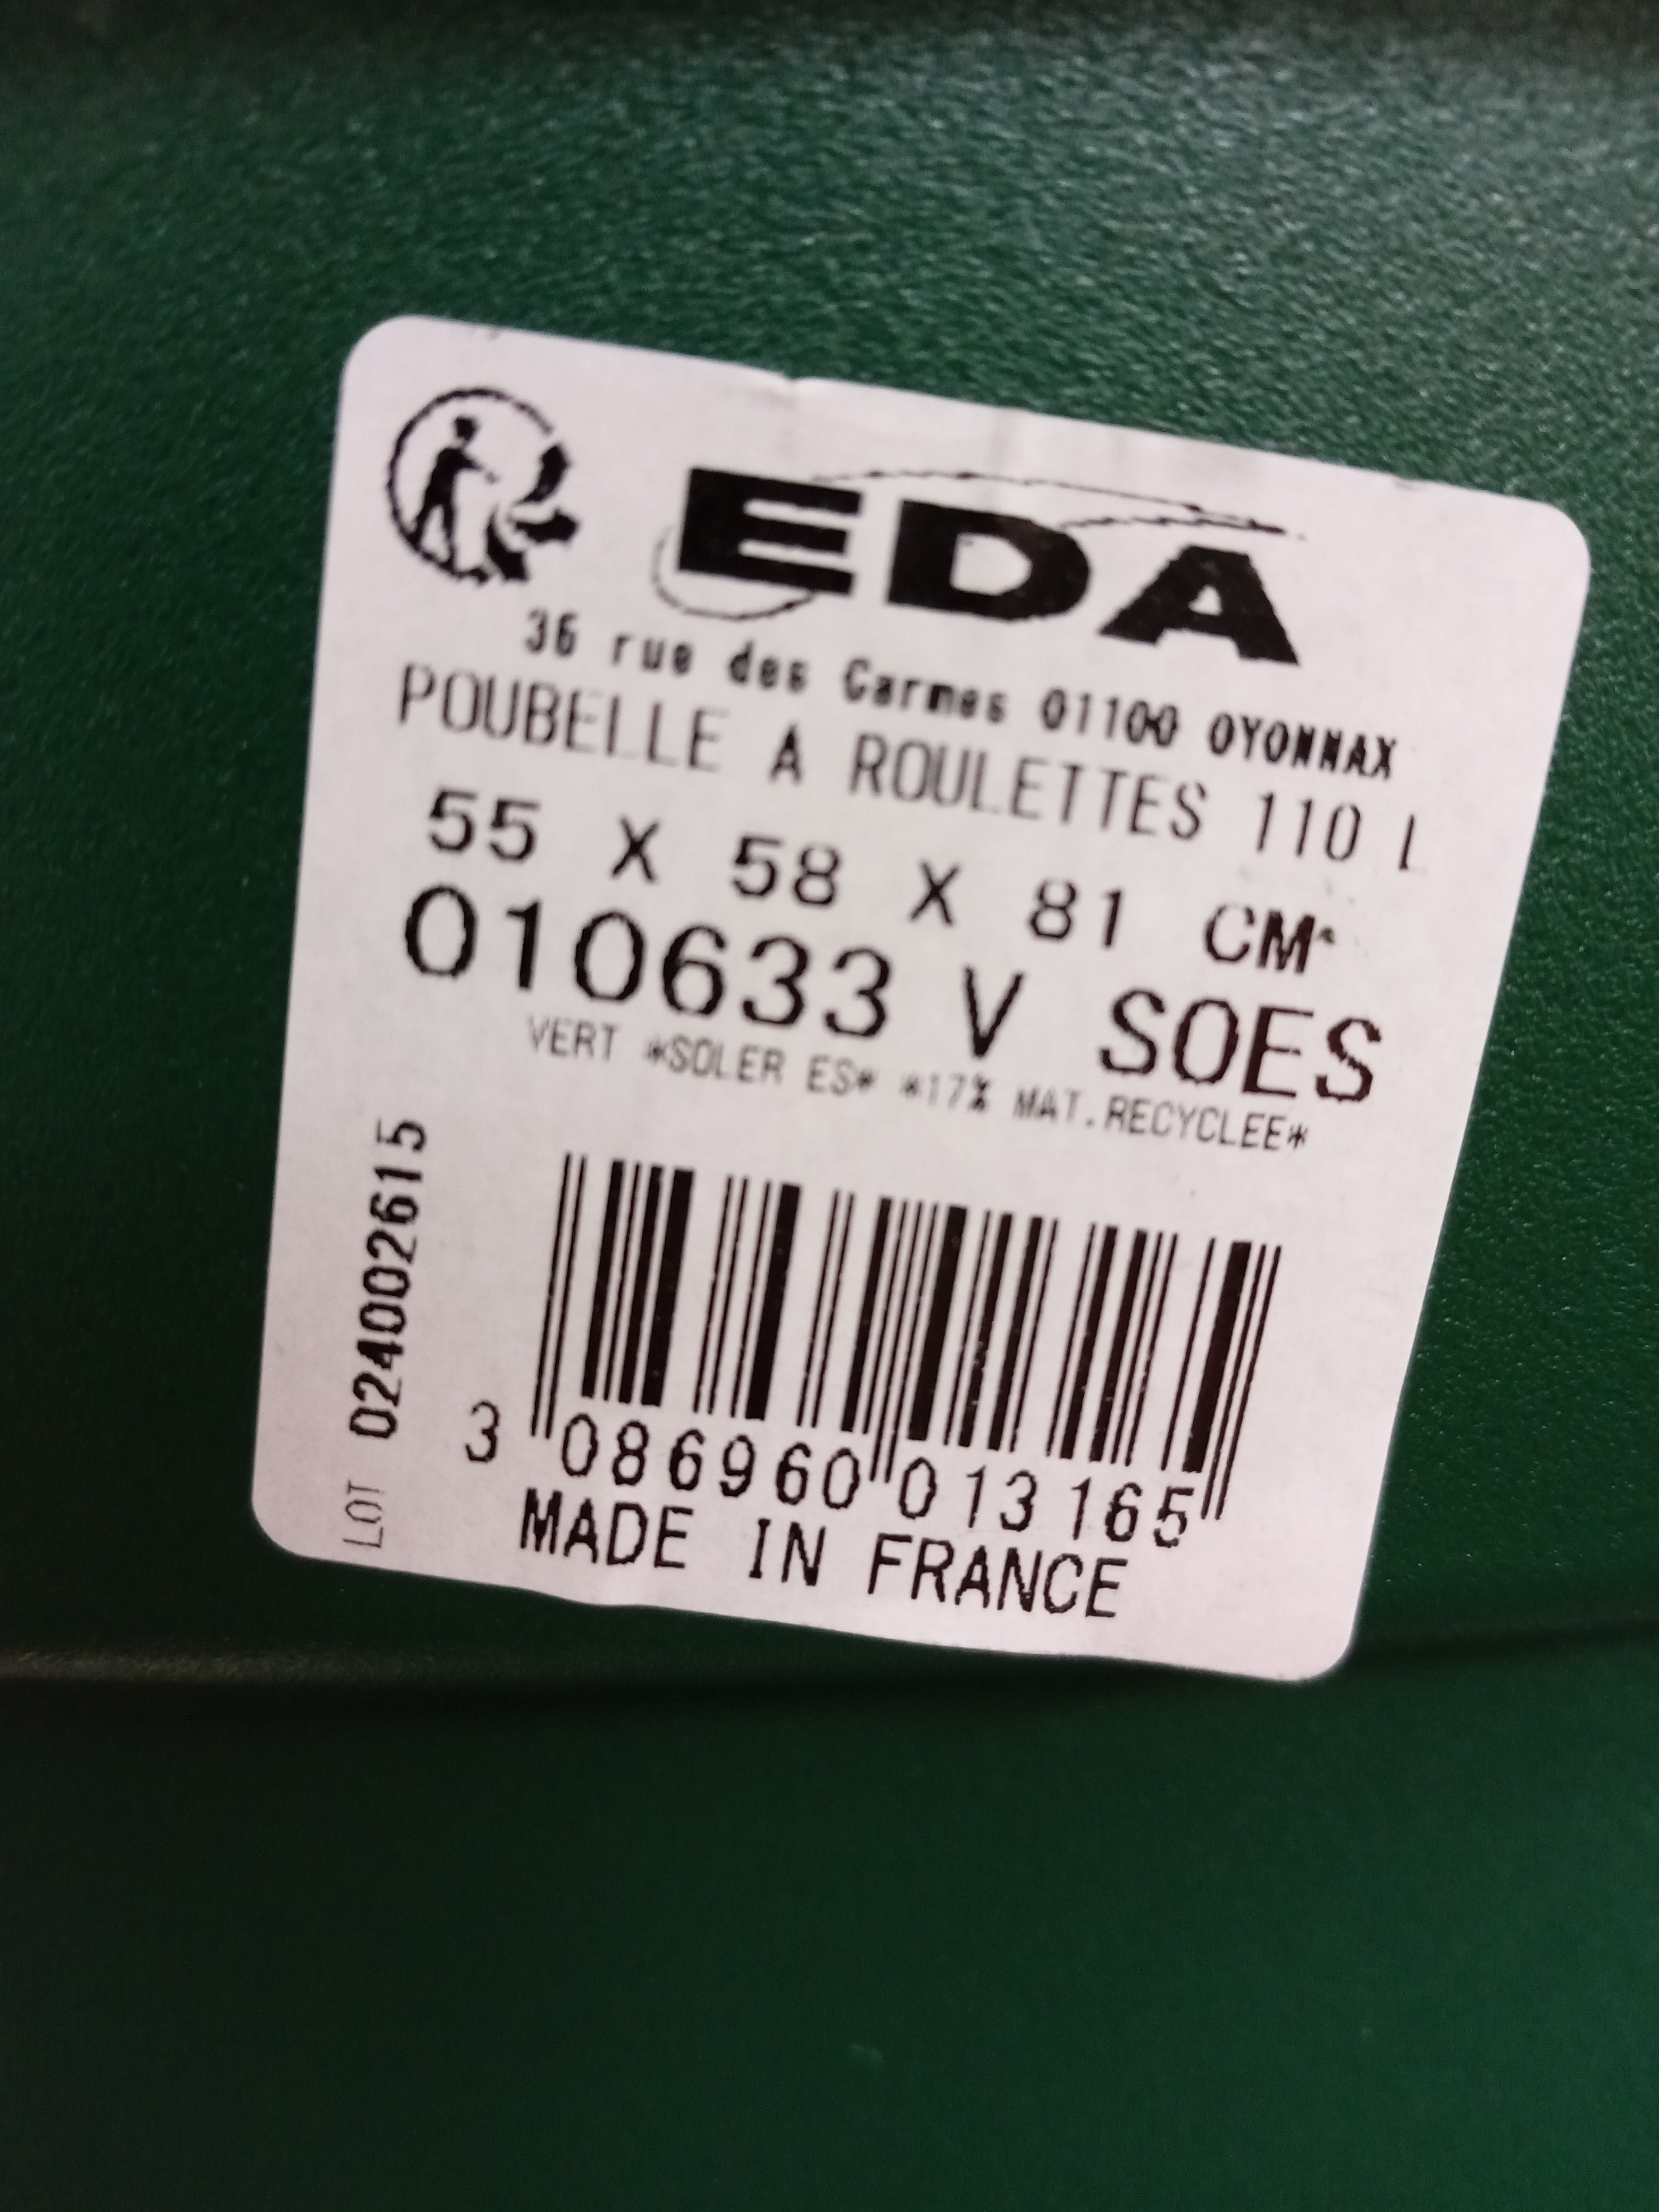 EDA
36 rue des Carmes 01100 OYONNAX
POUBELLE A ROULETTES 110 L
55 X 58 X 81 CM
010633 V SOES
VERT *SOLER ES* *17% MAT.RECYCLEE*
LOT 024002615
3 086960 013165
MADE IN FRANCE